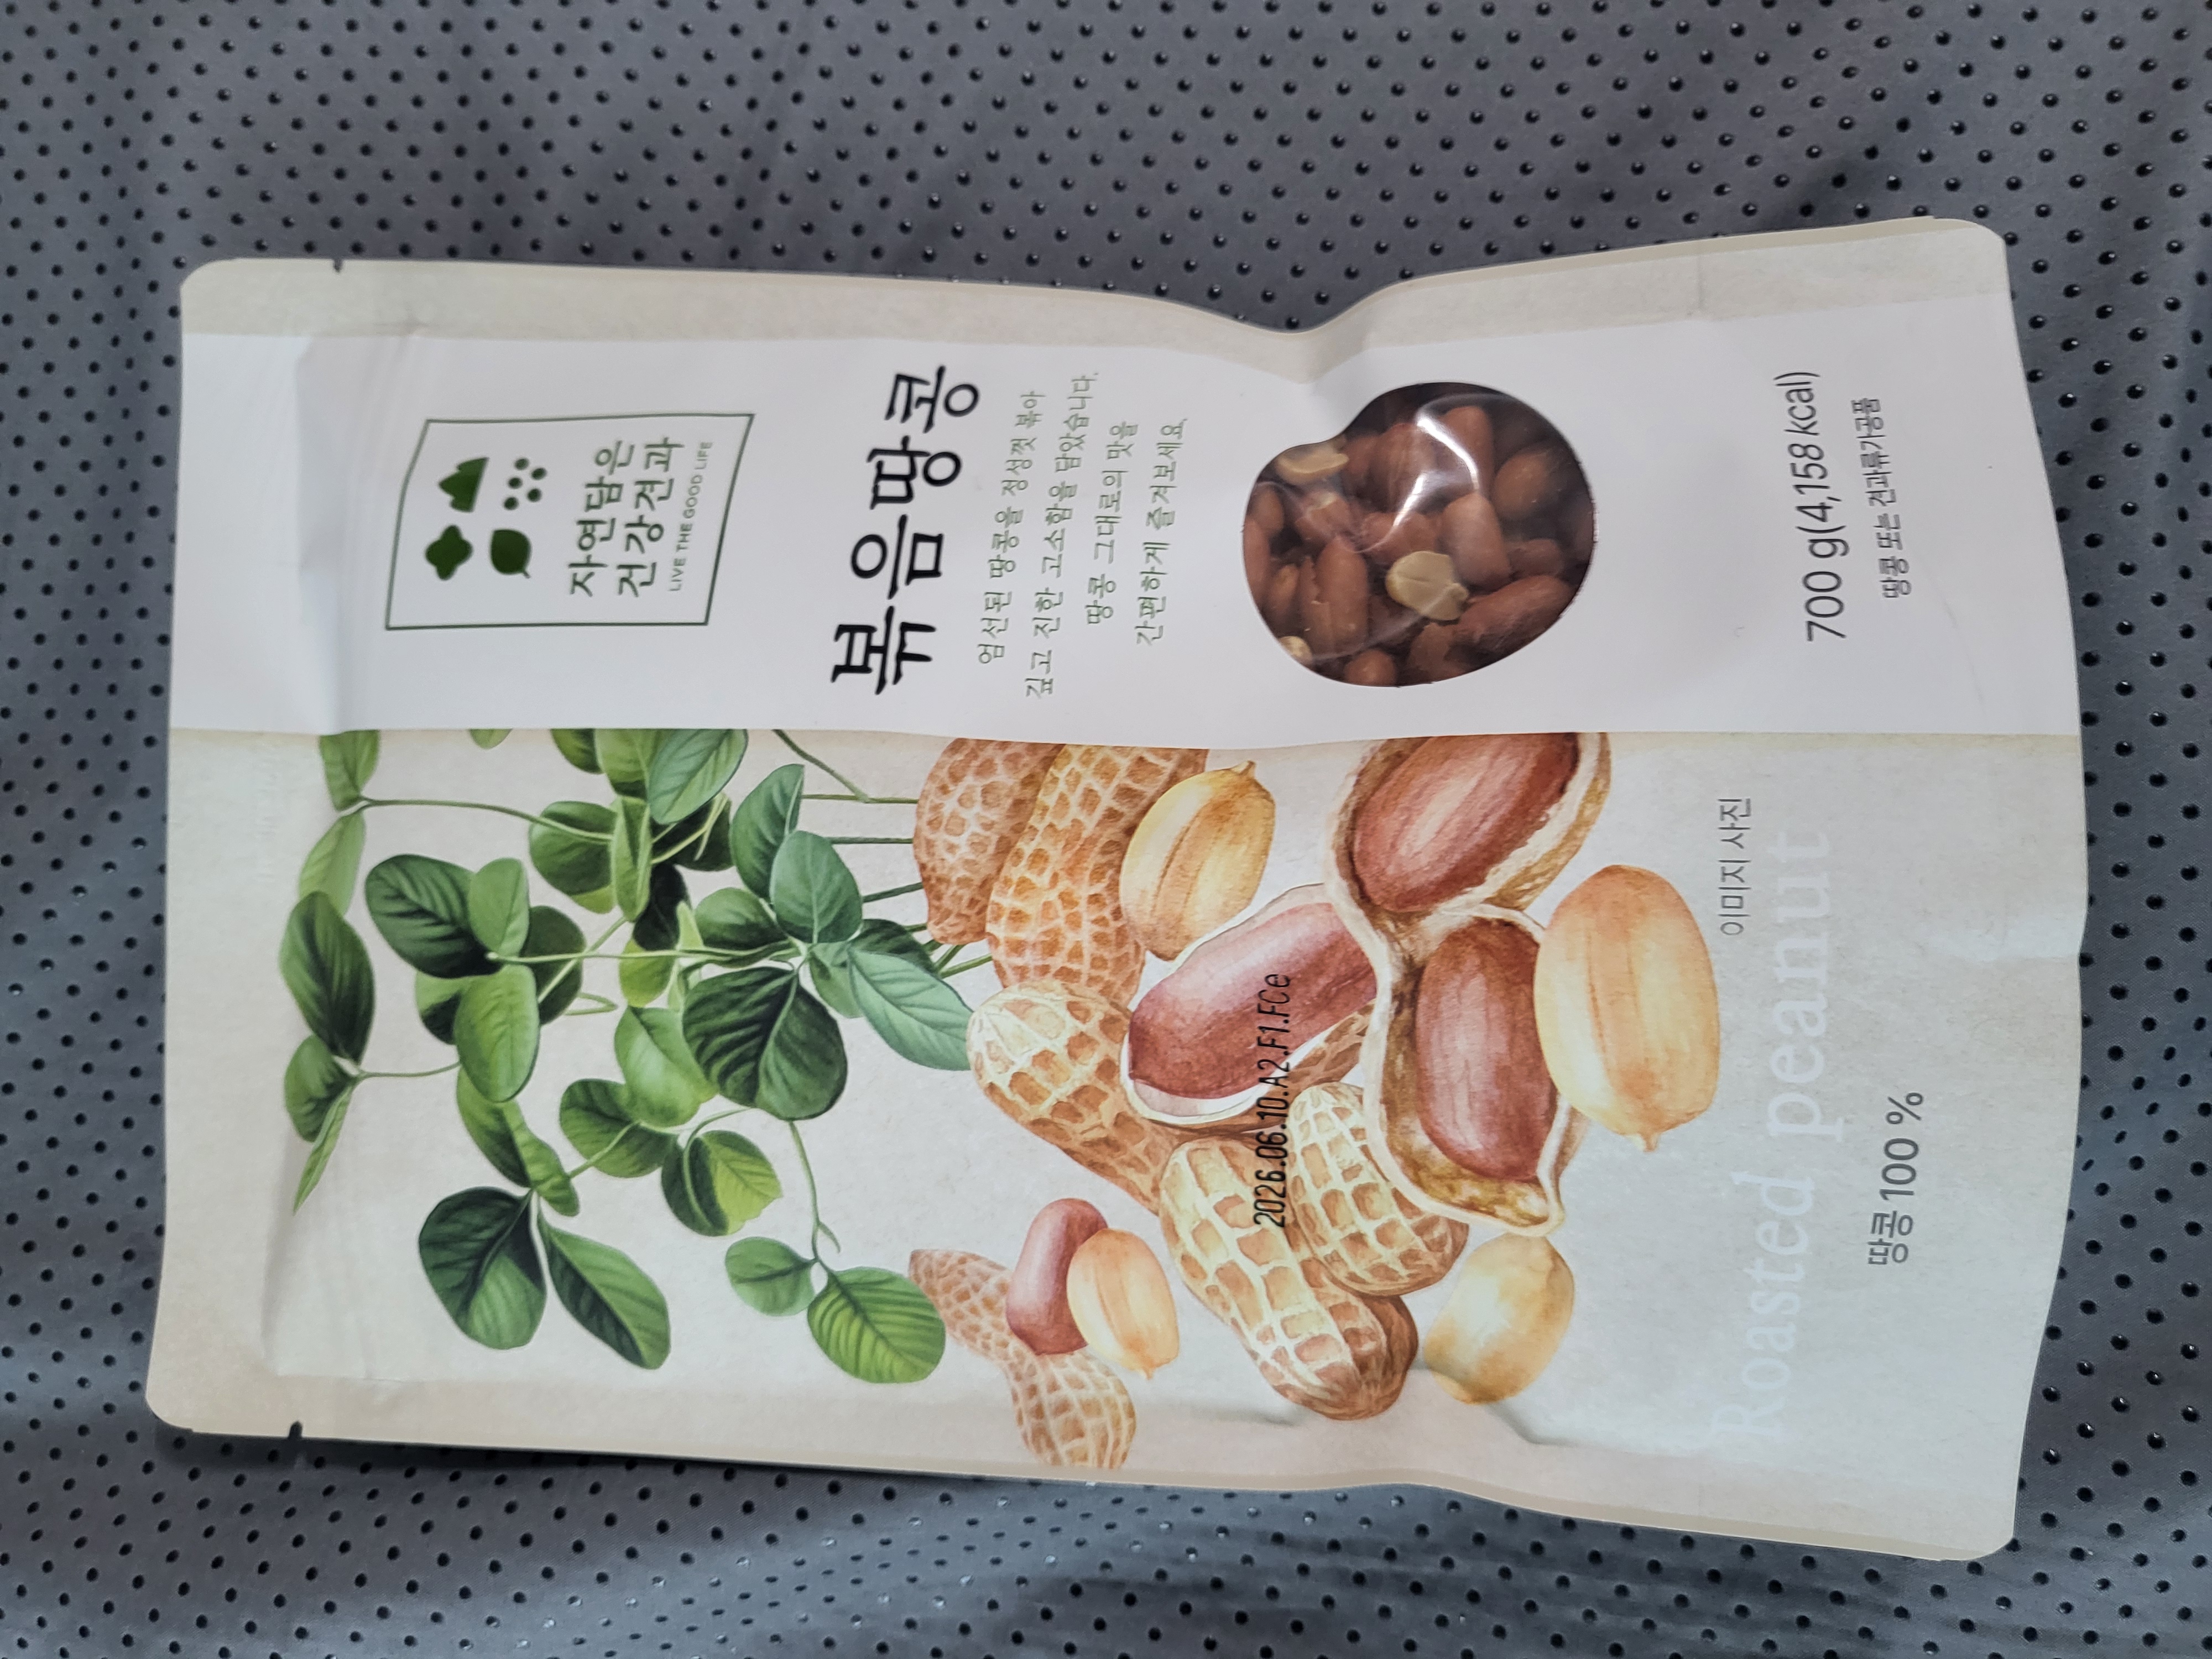 자연담은
건강견과
LIVE THE GOOD LIFE
볶음땅콩
엄선된 땅콩을 정성껏 볶아
깊고 진한 고소함을 담았습니다.
땅콩 그대로의 맛을
간편하게 즐겨보세요
2026.06.10.A2.F1.FCe
이미지 사진
Roasted peanut
700 g(4,158 kcal)
땅콩 또는 견과류가공품
땅콩 100 %